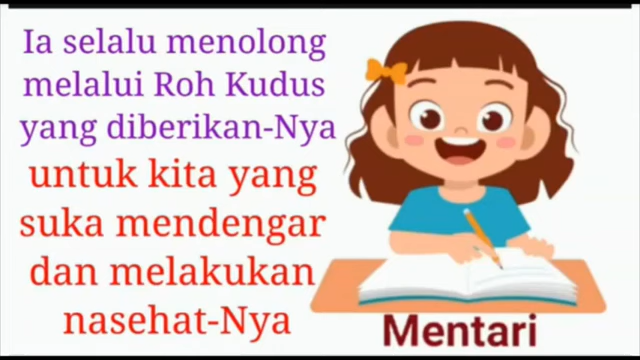 Ia selalu menolong
melalui Roh Kudus
yang diberikan-Nya
untuk kita yang
suka mendengar
dan melakukan
nasehat-Nya
Mentari